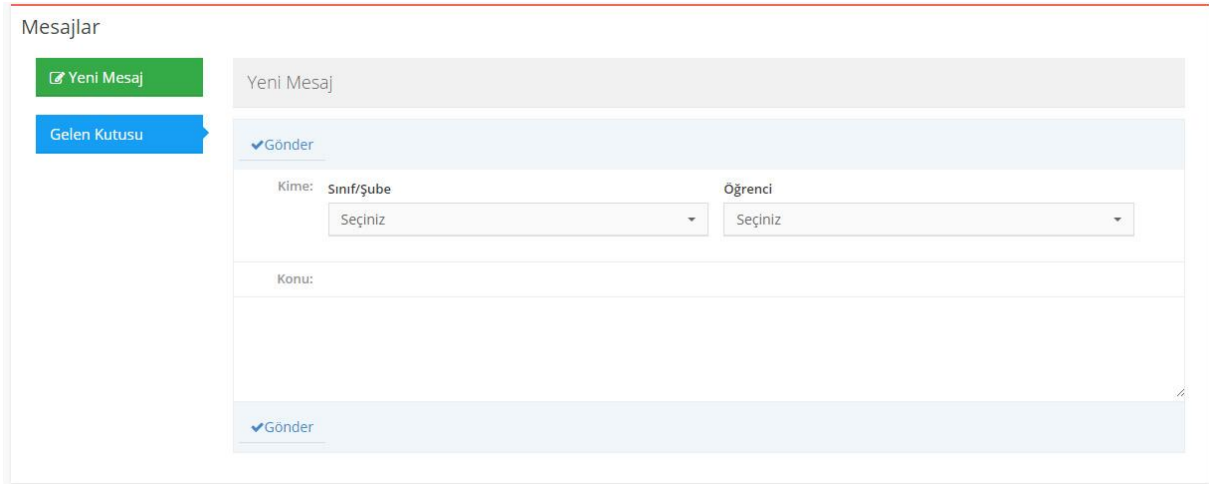 Mesajlar
Yeni Mesaj
Yeni Mesaj
Gelen Kutusu
Gönder
Kime: Sınıf/Şube Öğrenci
Seçiniz Seçiniz
Konu:
Gönder